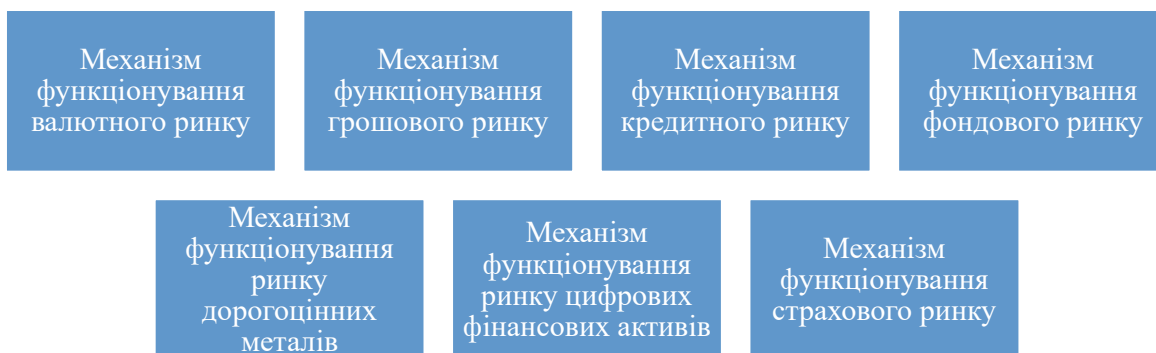 Механізм
функціонування
валютного ринку
Механізм
функціонування
грошового ринку
Механізм
функціонування
кредитного ринку
Механізм
функціонування
фондового ринку
Механізм
функціонування
ринку
дорогоцінних
металів
Механізм
функціонування
ринку цифрових
фінансових активів
Механізм
функціонування
страхового ринку